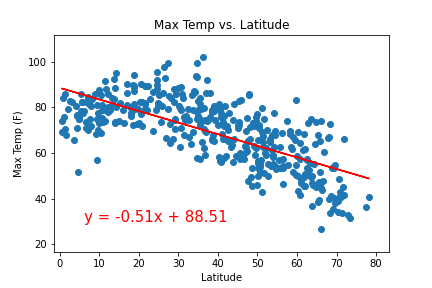 Max Temp vs. Latitude
Max Temp (F)
100
80
60
40
20
y = -0.51x + 88.51
0 10 20 30 40 50 60 70 80
Latitude